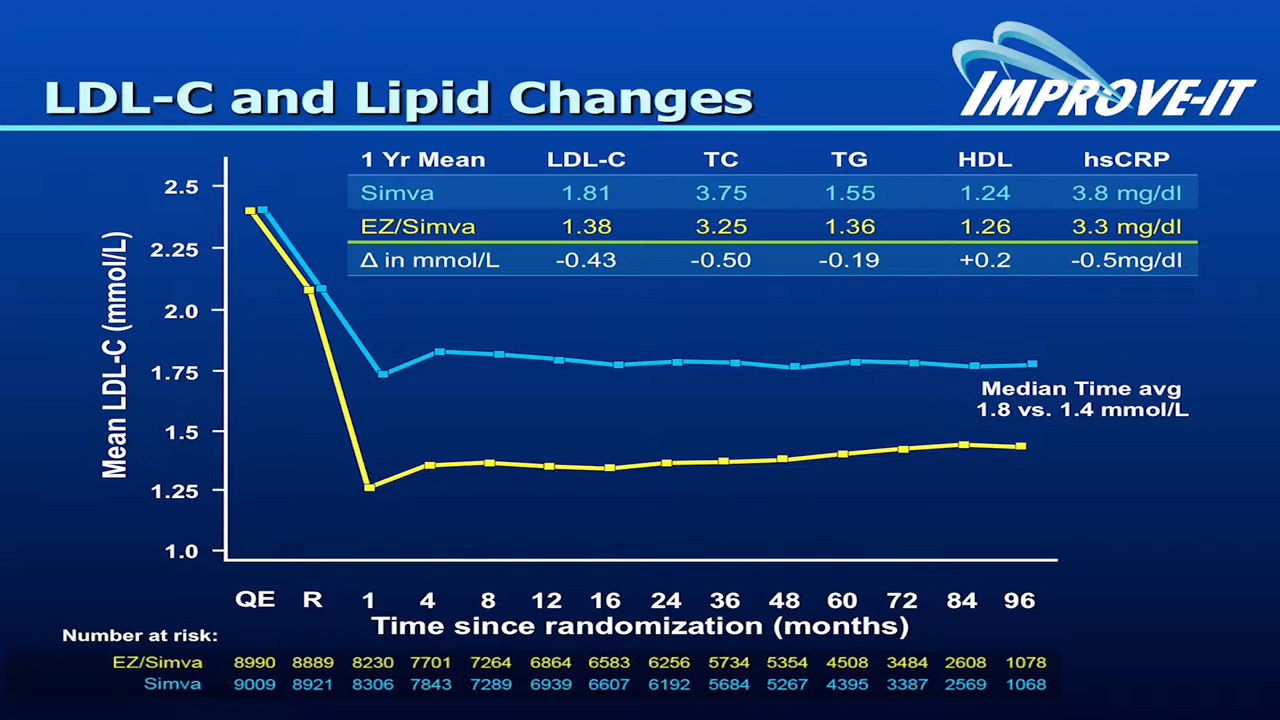 IMPROVE-IT
LDL-C and Lipid Changes
1 Yr Mean LDL-C TC TG HDL hsCRP
Simva 1.81 3.75 1.55 1.24 3.8 mg/dl
EZ/Simva 1.38 3.25 1.36 1.26 3.3 mg/dl
Δ in mmol/L -0.43 -0.50 -0.19 +0.2 -0.5mg/dl
Mean LDL-C (mmol/L)
2.5
2.25
2.0
1.75
1.5
1.25
1.0
Median Time avg
1.8 vs. 1.4 mmol/L
QE R 1 4 8 12 16 24 36 48 60 72 84 96
Time since randomization (months)
Number at risk:
EZ/Simva 8990 8889 8230 7701 7264 6864 6583 6256 5734 5354 4508 3484 2608 1078
Simva 9009 8921 8306 7843 7289 6939 6607 6192 5684 5267 4395 3387 2569 1068